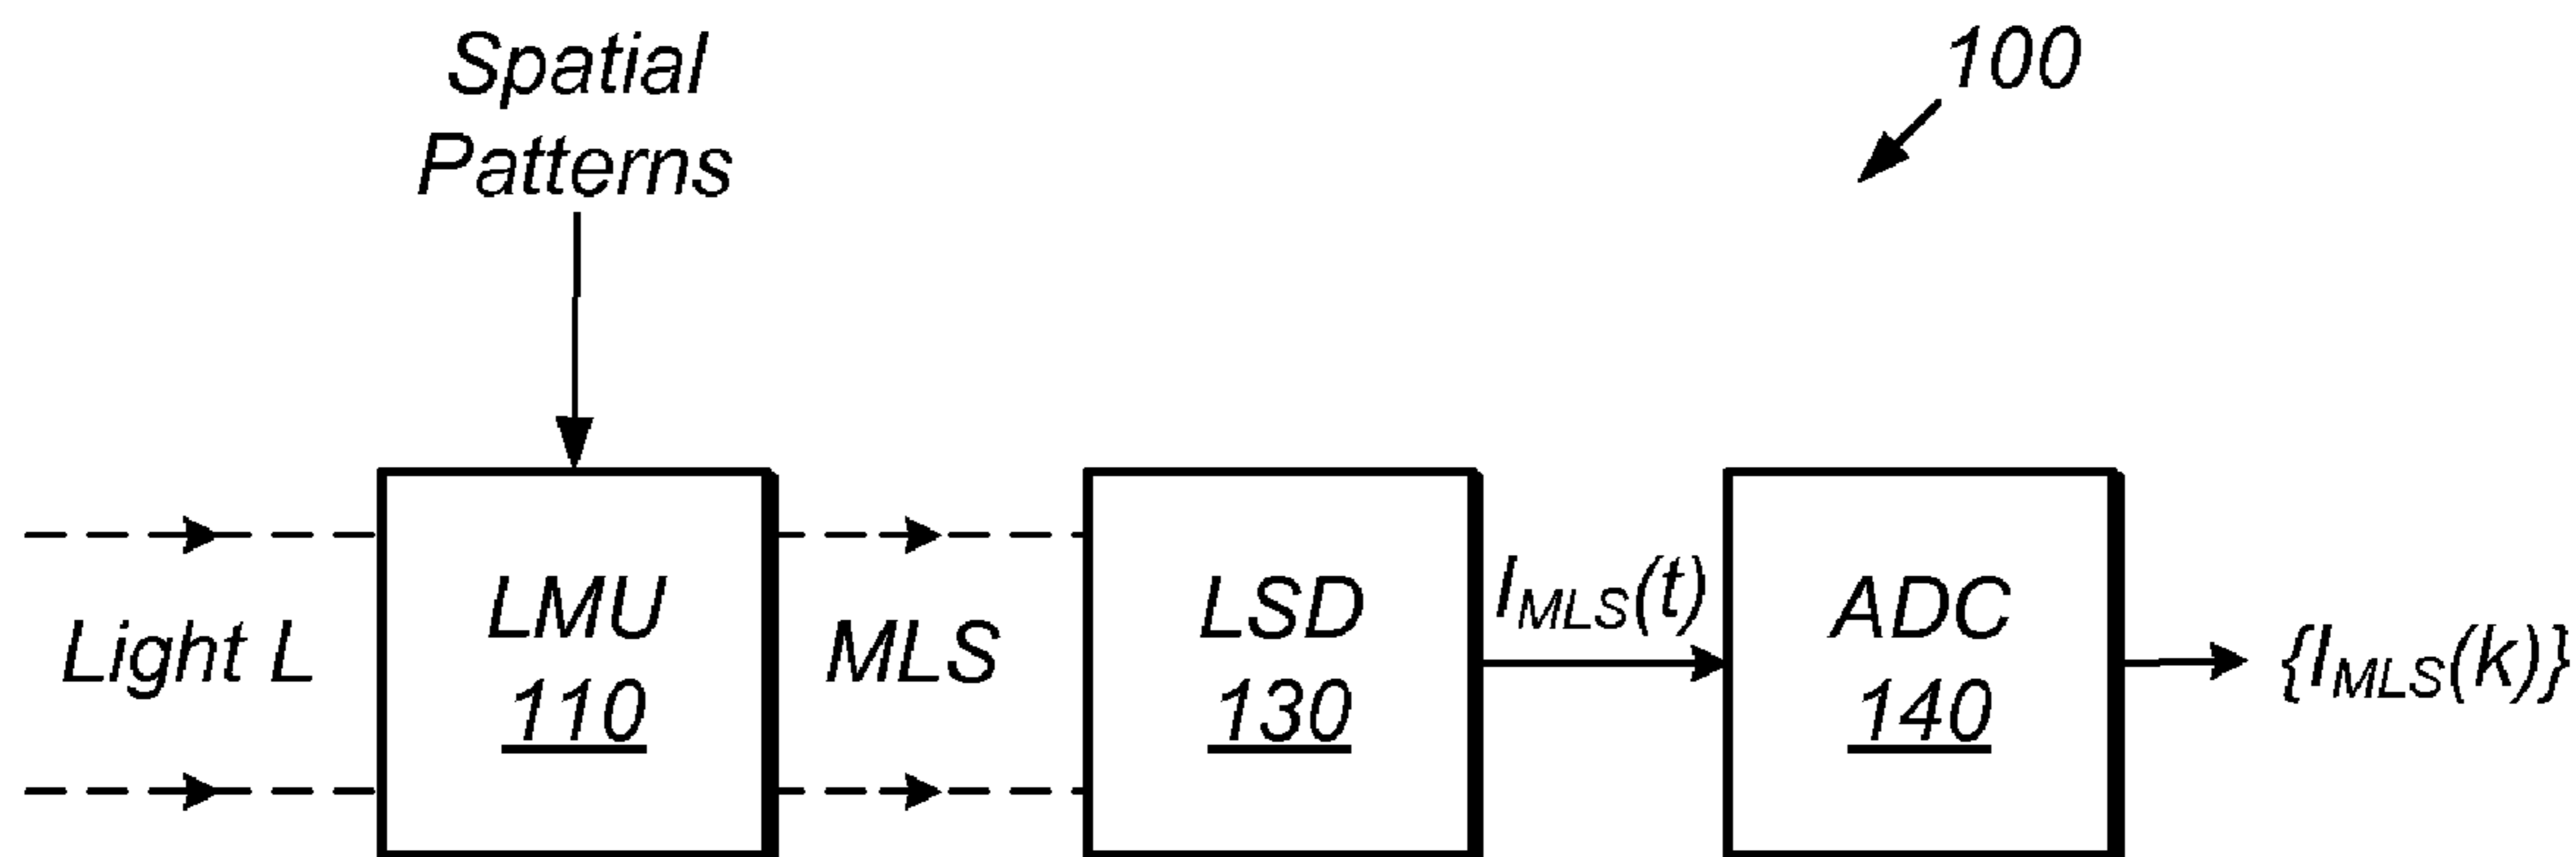 Spatial
Patterns
100
Light L
LMU
110
MLS
LSD
130
I_MLS(t)
ADC
140
{I_MLS(k)}